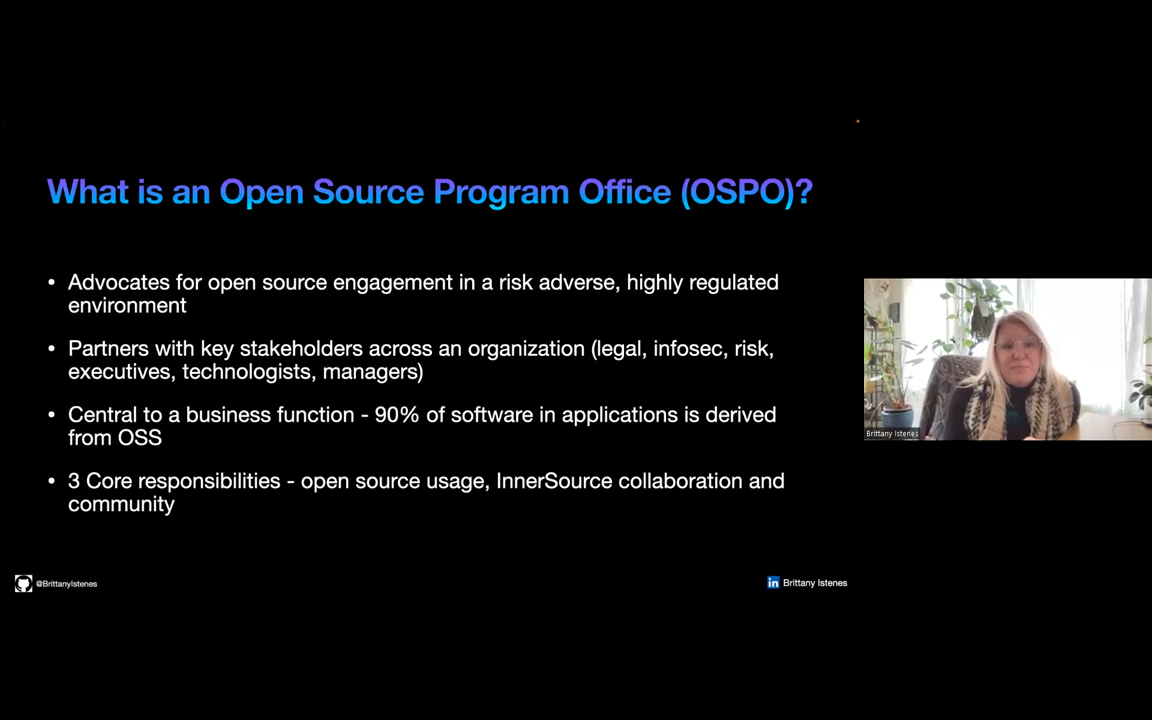 What is an Open Source Program Office (OSPO)?
• Advocates for open source engagement in a risk adverse, highly regulated
environment
• Partners with key stakeholders across an organization (legal, infosec, risk,
executives, technologists, managers)
• Central to a business function - 90% of software in applications is derived
from OSS
• 3 Core responsibilities - open source usage, InnerSource collaboration and
community
Brittany Istenes
@BrittanyIstenes
in Brittany Istenes